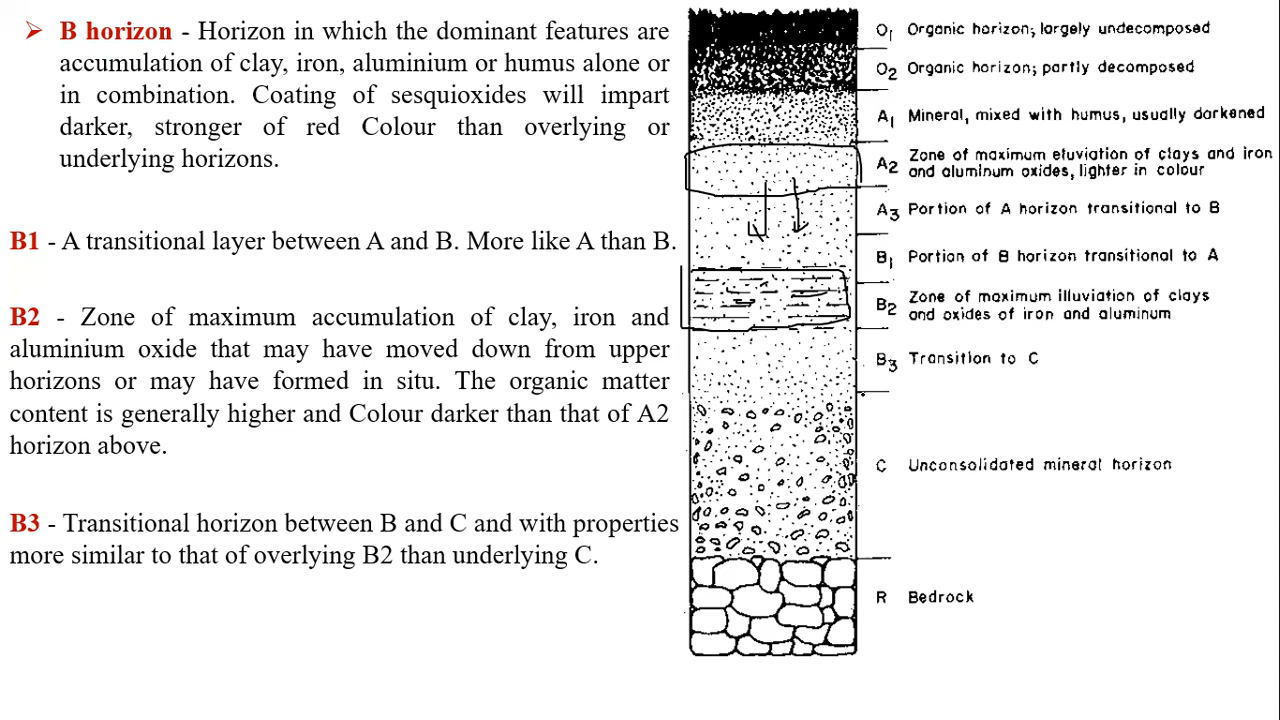 ➢ B horizon - Horizon in which the dominant features are
accumulation of clay, iron, aluminium or humus alone or
in combination. Coating of sesquioxides will impart
darker, stronger of red Colour than overlying or
underlying horizons.
B1 - A transitional layer between A and B. More like A than B.
B2 - Zone of maximum accumulation of clay, iron and
aluminium oxide that may have moved down from upper
horizons or may have formed in situ. The organic matter
content is generally higher and Colour darker than that of A2
horizon above.
B3 - Transitional horizon between B and C and with properties
more similar to that of overlying B2 than underlying C.
O1 Organic horizon; largely undecomposed
O2 Organic horizon; partly decomposed
A1 Mineral, mixed with humus, usually darkened
A2 Zone of maximum eluviation of clays and iron
and aluminum oxides, lighter in colour
A3 Portion of A horizon transitional to B
B1 Portion of B horizon transitional to A
B2 Zone of maximum illuviation of clays
and oxides of iron and aluminum
B3 Transition to C
C Unconsolidated mineral horizon
R Bedrock